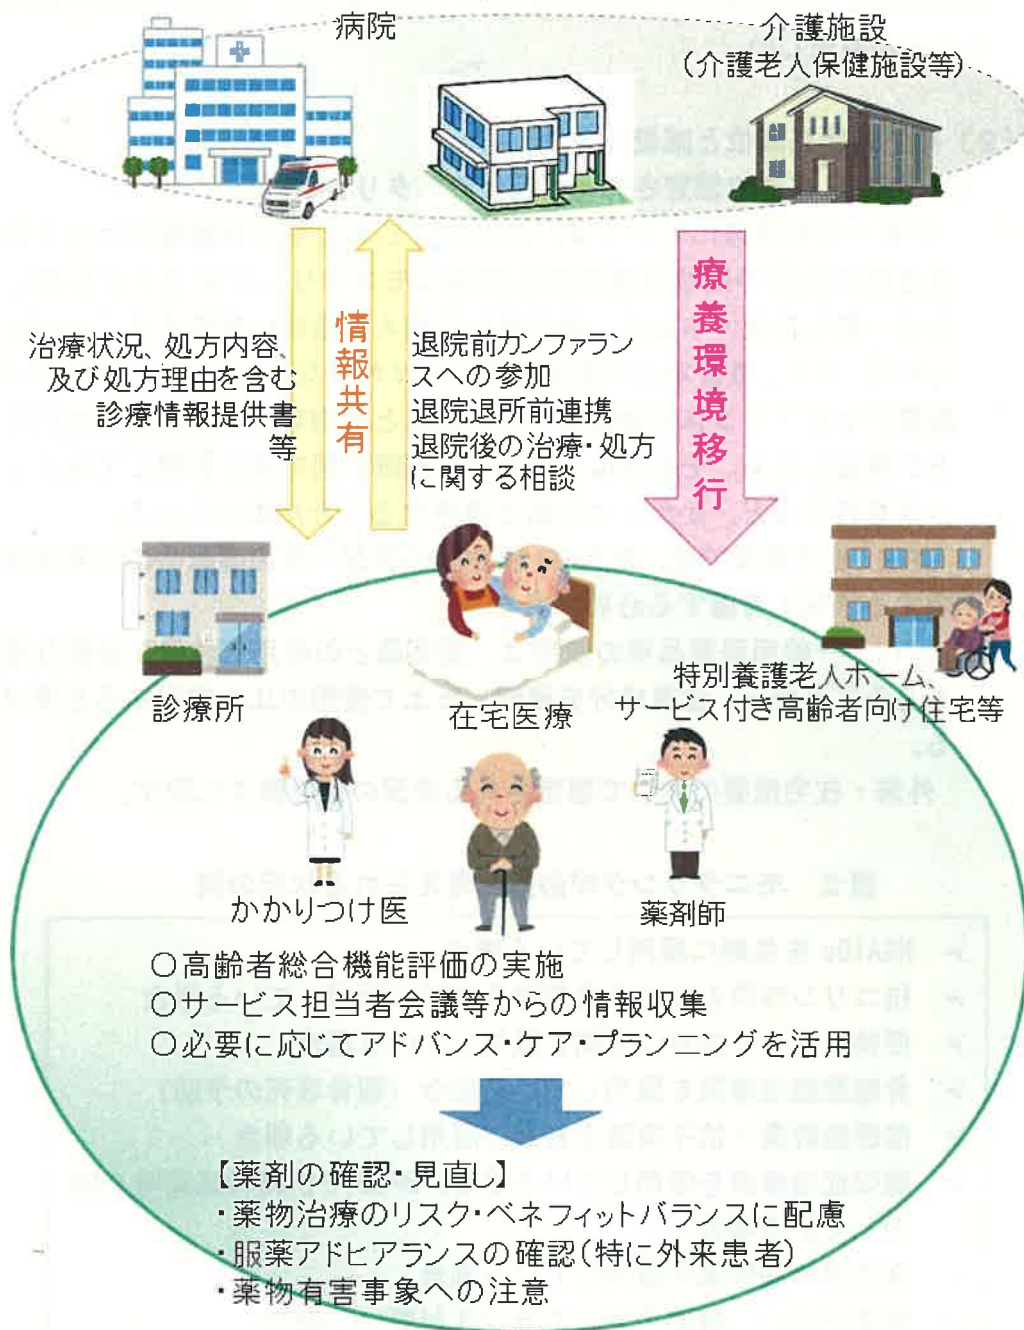 病院
介護施設
(介護老人保健施設等)
治療状況、処方内容、
及び処方理由を含む
診療情報提供書
等
情報共有
退院前カンファラン
スへの参加
退院退所前連携
退院後の治療・処方
に関する相談
療養環境移行
診療所
在宅医療
特別養護老人ホーム、
サービス付き高齢者向け住宅等
かかりつけ医
薬剤師
○高齢者総合機能評価の実施
○サービス担当者会議等からの情報収集
○必要に応じてアドバンス・ケア・プランニングを活用
【薬剤の確認・見直し】
・薬物治療のリスク・ベネフィットバランスに配慮
・服薬アドヒアランスの確認(特に外来患者)
・薬物有害事象への注意